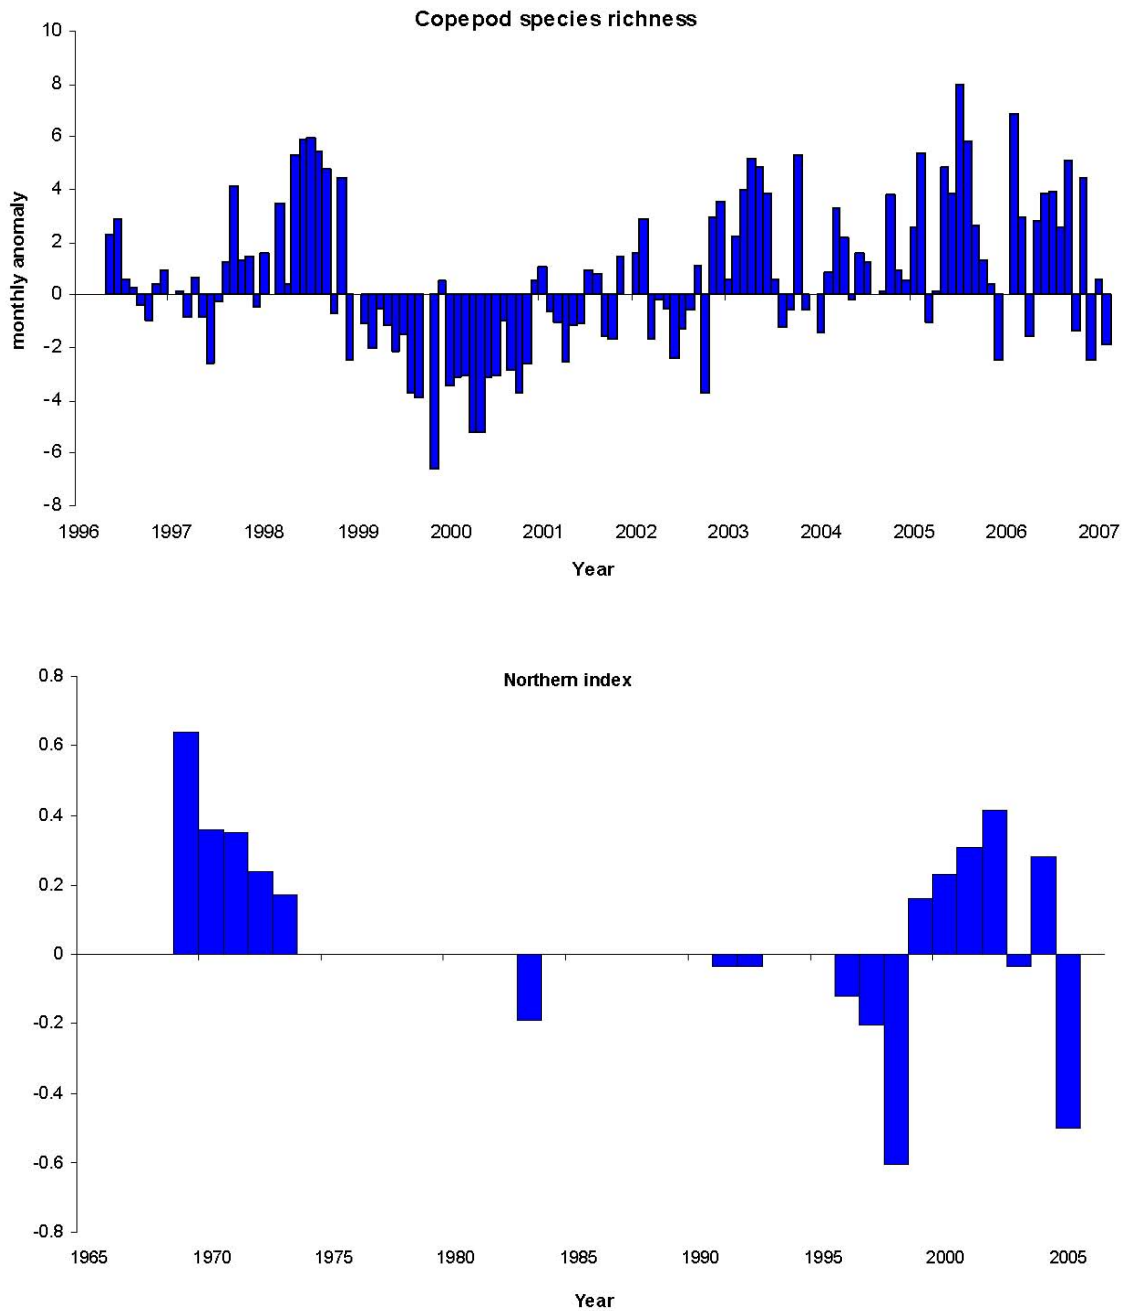 Copepod species richness
10
8
6
4
2
0
-2
-4
-6
-8
monthly anomaly
1996 1997 1998 1999 2000 2001 2002 2003 2004 2005 2006 2007
Year
Northern index
0.8
0.6
0.4
0.2
0
-0.2
-0.4
-0.6
-0.8
1965 1970 1975 1980 1985 1990 1995 2000 2005
Year